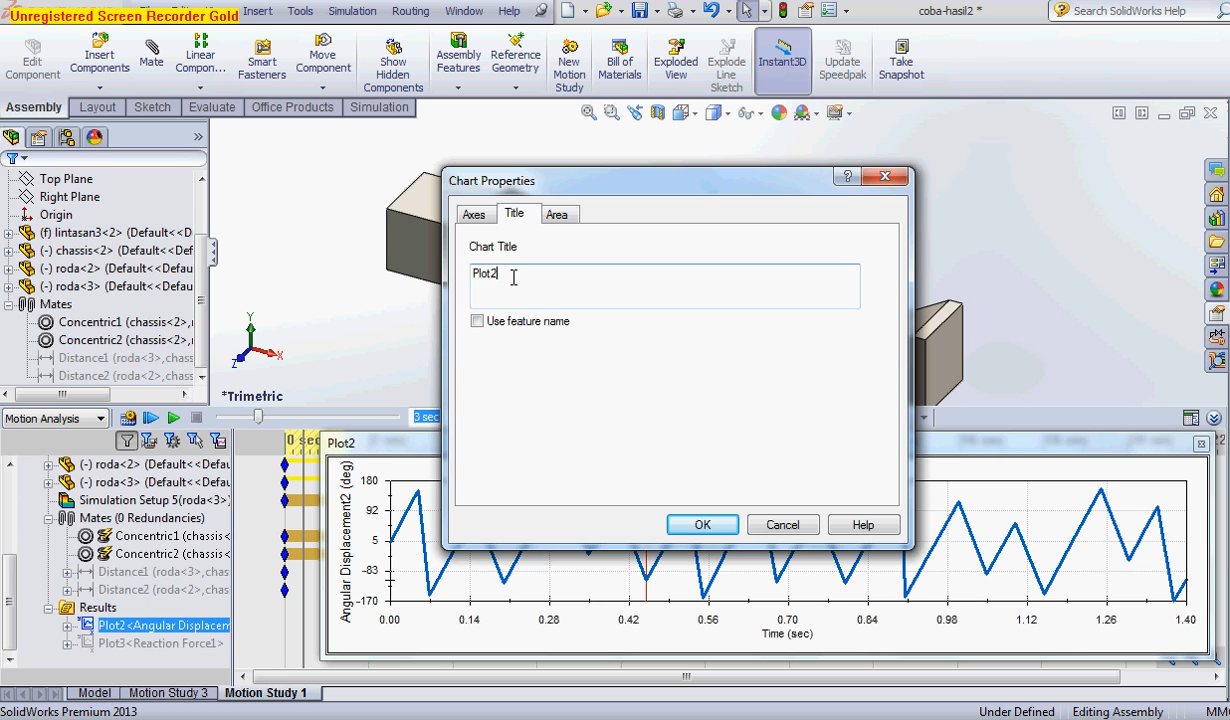 Unregistered Screen Recorder Gold
Insert Tools Simulation Routing Window Help
coba-hasil2 *
Search SolidWorks Help
Edit Component
Insert Components
Mate
Linear Compon...
Smart Fasteners
Move Component
Show Hidden Components
Assembly Features
Reference Geometry
New Motion Study
Bill of Materials
Exploded View
Explode Line Sketch
Instant3D
Update Speedpak
Take Snapshot
Assembly Layout Sketch Evaluate Office Products Simulation
Top Plane
Right Plane
Origin
(f) lintasan3<2> (Default<<D
(-) chassis<2> (Default<<Def
(-) roda<2> (Default<<Defau
(-) roda<3> (Default<<Defau
Mates
Concentric1 (chassis<2>,
Concentric2 (chassis<2>,
Distance1 (roda<3>,chass
Distance2 (roda<2>,chass
Y
X
Z
*Trimetric
Chart Properties
Axes Title Area
Chart Title
Plot2
Use feature name
OK Cancel Help
Motion Analysis
3 sec
0 sec
(-) roda<2> (Default<<Defau
(-) roda<3> (Default<<Defau
Simulation Setup 5(roda<3>)
Mates (0 Redundancies)
Concentric1 (chassis<
Concentric2 (chassis<
Distance1 (roda<3>,chas
Distance2 (roda<2>,chas
Results
Plot2<Angular Displacem
Plot3<Reaction Force1>
Plot2
Angular Displacement2 (deg)
180
92
5
-83
-170
0.00 0.14 0.28 0.42 0.56 0.70 0.84 0.98 1.12 1.26 1.40
Time (sec)
Model Motion Study 3 Motion Study 1
SolidWorks Premium 2013
Under Defined Editing Assembly